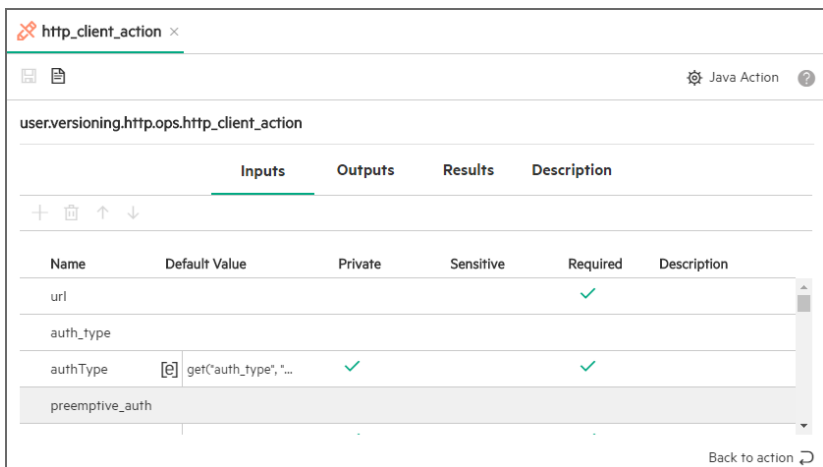 http_client_action ×
Java Action ?
user.versioning.http.ops.http_client_action
Inputs Outputs Results Description
Name Default Value Private Sensitive Required Description
url
auth_type
authType [e] get("auth_type", "...
preemptive_auth
Back to action